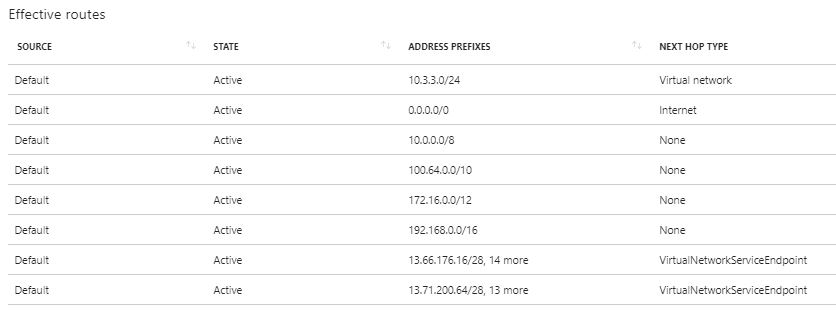 Effective routes
SOURCE STATE ADDRESS PREFIXES NEXT HOP TYPE
Default Active 10.3.3.0/24 Virtual network
Default Active 0.0.0.0/0 Internet
Default Active 10.0.0.0/8 None
Default Active 100.64.0.0/10 None
Default Active 172.16.0.0/12 None
Default Active 192.168.0.0/16 None
Default Active 13.66.176.16/28, 14 more VirtualNetworkServiceEndpoint
Default Active 13.71.200.64/28, 13 more VirtualNetworkServiceEndpoint